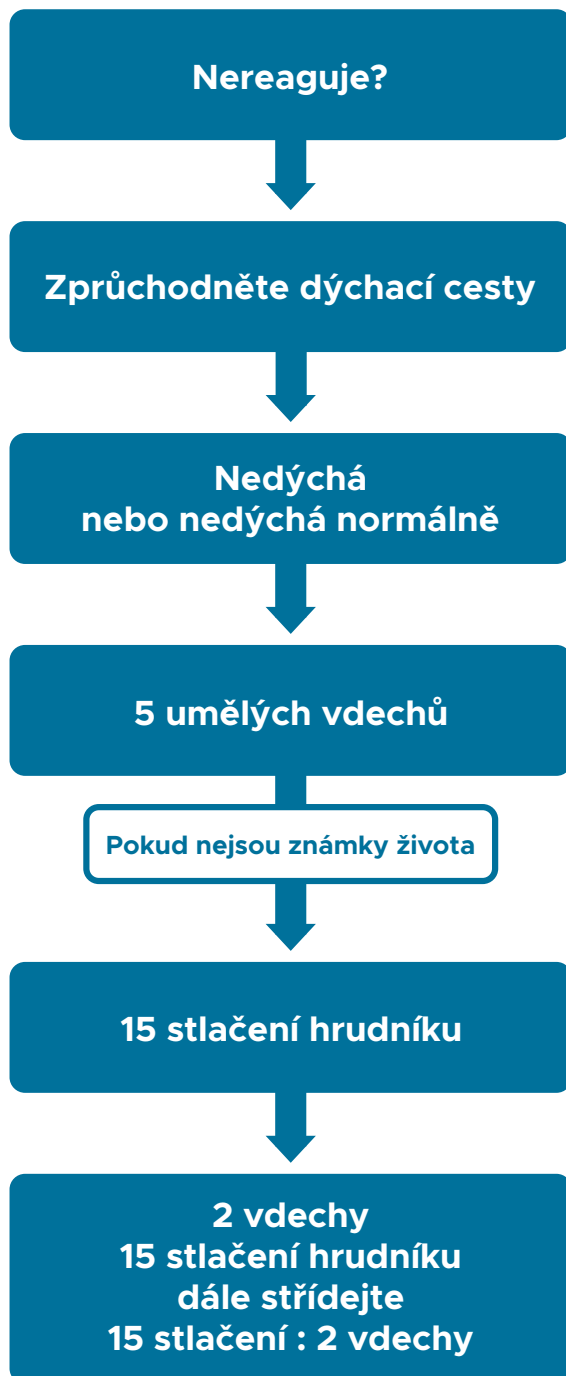 Nereaguje?
Zprůchodněte dýchací cesty
Nedýchá
nebo nedýchá normálně
5 umělých vdechů
Pokud nejsou známky života
15 stlačení hrudníku
2 vdechy
15 stlačení hrudníku
dále střídejte
15 stlačení : 2 vdechy